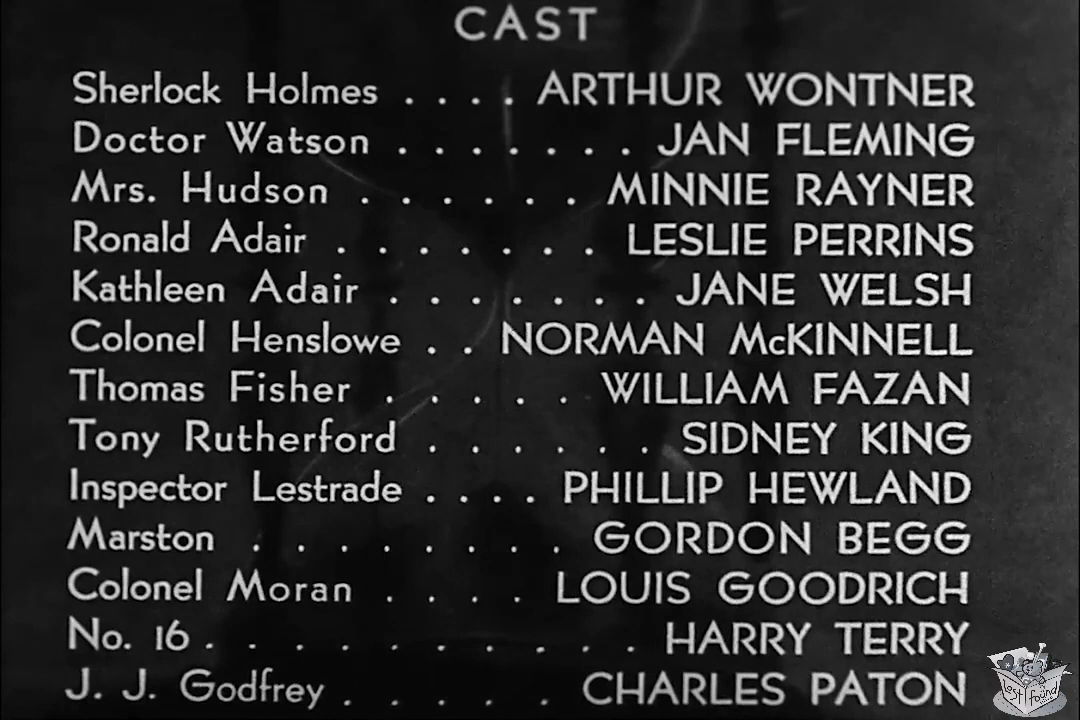 CAST
Sherlock Holmes . . . . ARTHUR WONTNER
Doctor Watson . . . . . . . JAN FLEMING
Mrs. Hudson . . . . . . MINNIE RAYNER
Ronald Adair . . . . . . . LESLIE PERRINS
Kathleen Adair . . . . . . . JANE WELSH
Colonel Henslowe . . NORMAN McKINNELL
Thomas Fisher . . . . . WILLIAM FAZAN
Tony Rutherford . . . . . . SIDNEY KING
Inspector Lestrade . . . . PHILLIP HEWLAND
Marston . . . . . . . . GORDON BEGG
Colonel Moran . . . . LOUIS GOODRICH
No. 16 . . . . . . . . . . . HARRY TERRY
J. J. Godfrey . . . . . CHARLES PATON
lost found